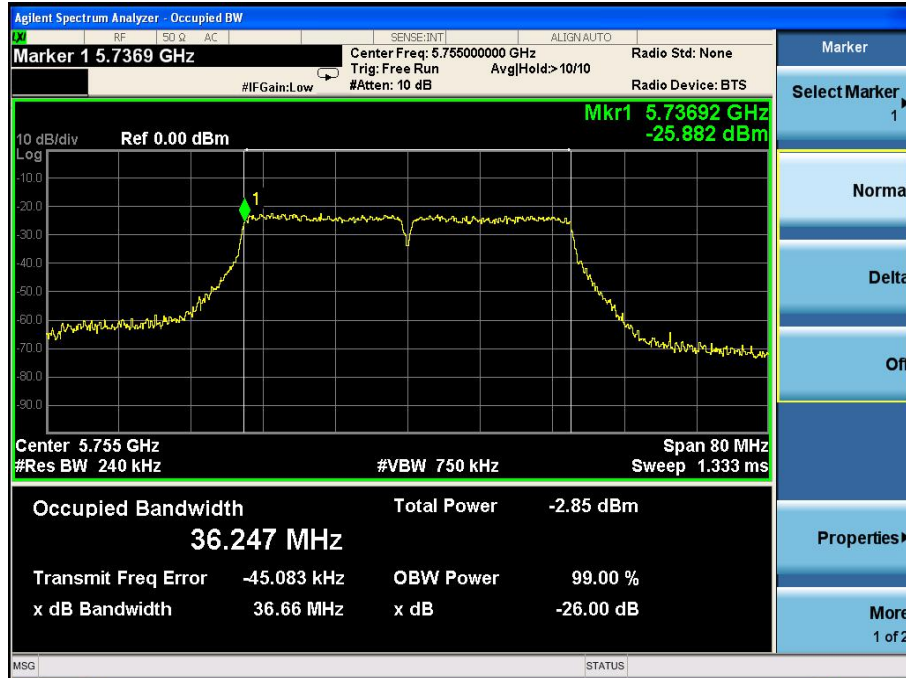 Agilent Spectrum Analyzer - Occupied BW
LXI RF 50 Ω AC SENSE:INT ALIGN AUTO
Marker 1 5.7369 GHz
Center Freq: 5.755000000 GHz
Radio Std: None
Trig: Free Run Avg|Hold:>10/10
#IFGain:Low
#Atten: 10 dB
Radio Device: BTS
Mkr1 5.73692 GHz
-25.882 dBm
10 dB/div Ref 0.00 dBm
Log
-10.0
-20.0
-30.0
-40.0
-50.0
-60.0
-70.0
-80.0
-90.0
1
Center 5.755 GHz
Span 80 MHz
#Res BW 240 kHz
#VBW 750 kHz
Sweep 1.333 ms
Occupied Bandwidth
36.247 MHz
Total Power -2.85 dBm
Transmit Freq Error -45.083 kHz
OBW Power 99.00 %
x dB Bandwidth 36.66 MHz
x dB -26.00 dB
MSG
STATUS
Marker
Select Marker
1
Norma
Delta
Off
Properties
More
1 of 2